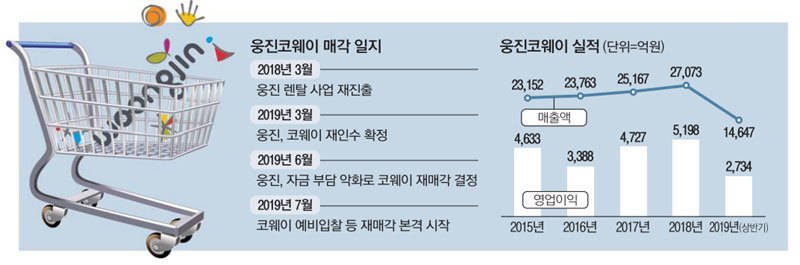 woongjin
웅진코웨이 매각 일지
2018년 3월
웅진 렌탈 사업 재진출
2019년 3월
웅진, 코웨이 재인수 확정
2019년 6월
웅진, 자금 부담 악화로 코웨이 재매각 결정
2019년 7월
코웨이 예비입찰 등 재매각 본격 시작
웅진코웨이 실적 (단위=억원)
23,152 23,763 25,167 27,073 14,647
매출액
4,633 3,388 4,727 5,198 2,734
영업이익
2015년 2016년 2017년 2018년 2019년(상반기)